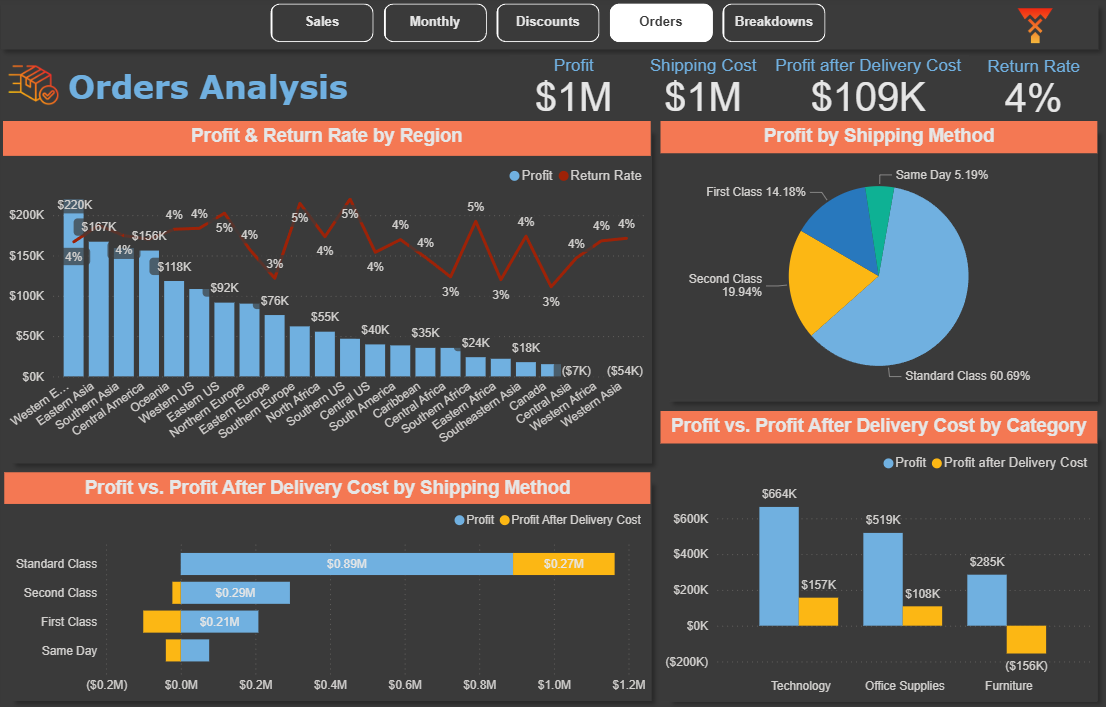 Sales
Monthly
Discounts
Orders
Breakdowns
Orders Analysis
Profit
$1M
Shipping Cost
$1M
Profit after Delivery Cost
$109K
Return Rate
4%
Profit & Return Rate by Region
Profit Return Rate
$200K
$150K
$100K
$50K
$0K
$220K
$167K
$156K
$118K
$92K
$76K
$55K
$40K
$35K
$24K
$18K
($7K)
($54K)
4%
4%
4%
4%
5%
4%
3%
5%
4%
5%
4%
4%
4%
3%
5%
3%
4%
3%
4%
4%
4%
Western E...
Eastern Asia
Southern Asia
Central America
Oceania
Western US
Eastern US
Northern Europe
Eastern Europe
Southern Europe
North Africa
Southern US
Central US
South America
Caribbean
Central Africa
Southern Africa
Eastern Africa
Southeastern Asia
Canada
Central Asia
Western Africa
Western Asia
Profit by Shipping Method
Same Day 5.19%
First Class 14.18%
Second Class
19.94%
Standard Class 60.69%
Profit vs. Profit After Delivery Cost by Shipping Method
Profit Profit After Delivery Cost
Standard Class
$0.89M
$0.27M
Second Class
$0.29M
First Class
$0.21M
Same Day
($0.2M)
$0.0M
$0.2M
$0.4M
$0.6M
$0.8M
$1.0M
$1.2M
Profit vs. Profit After Delivery Cost by Category
Profit Profit after Delivery Cost
$600K
$400K
$200K
$0K
($200K)
$664K
$157K
$519K
$108K
$285K
($156K)
Technology
Office Supplies
Furniture